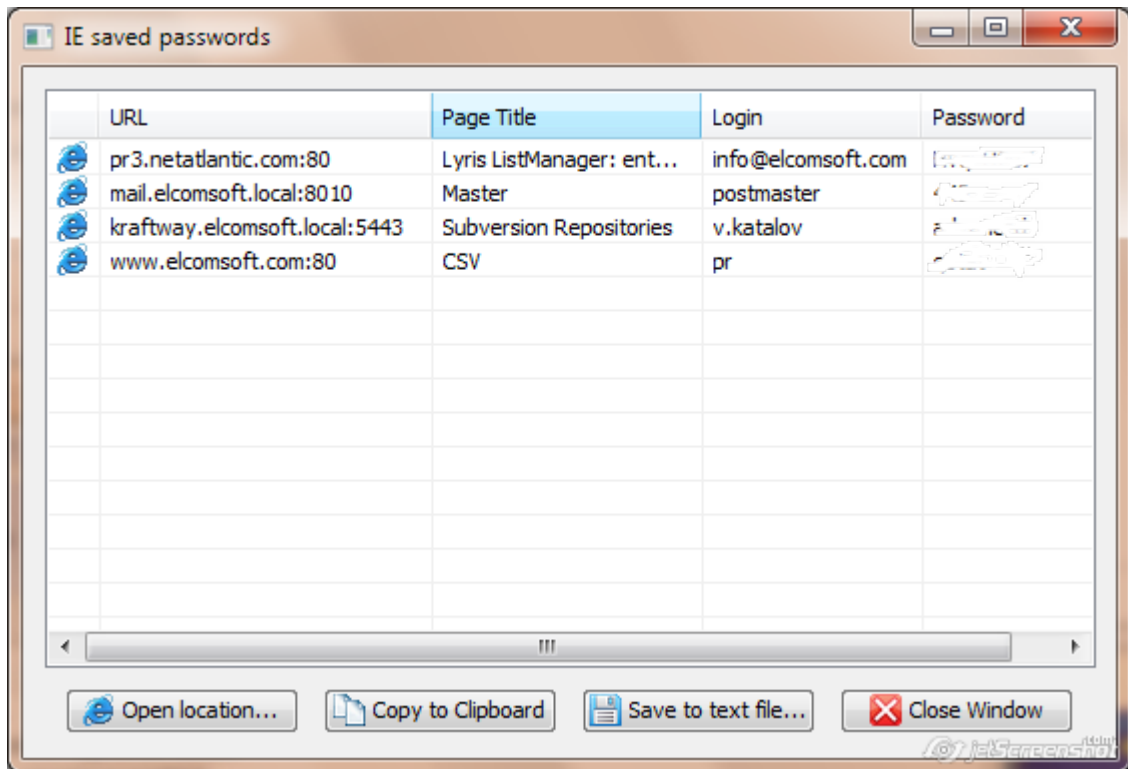 IE saved passwords
URL Page Title Login Password
pr3.netatlantic.com:80 Lyris ListManager: ent... info@elcomsoft.com
mail.elcomsoft.local:8010 Master postmaster
kraftway.elcomsoft.local:5443 Subversion Repositories v.katalov
www.elcomsoft.com:80 CSV pr
Open location... Copy to Clipboard Save to text file... Close Window
jetScreenshot.com